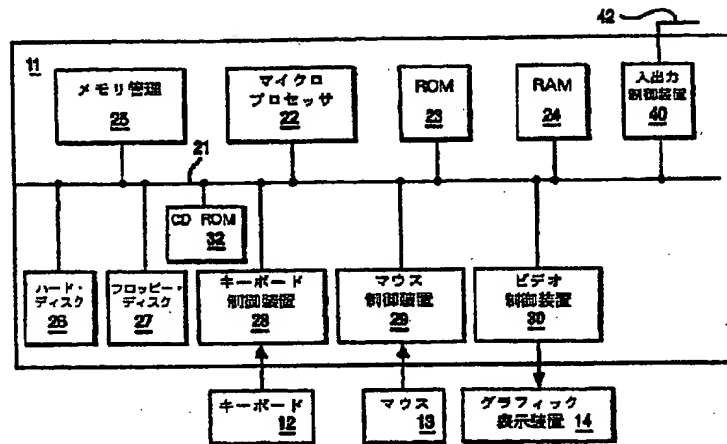 42
11
メモリ管理
25
マイクロ
プロセッサ
22
ROM
23
RAM
24
入出力
制御装置
40
21
CD ROM
32
ハード・
ディスク
26
フロッピー・
ディスク
27
キーボード
制御装置
28
マウス
制御装置
29
ビデオ
制御装置
30
キーボード
12
マウス
13
グラフィック
表示装置 14